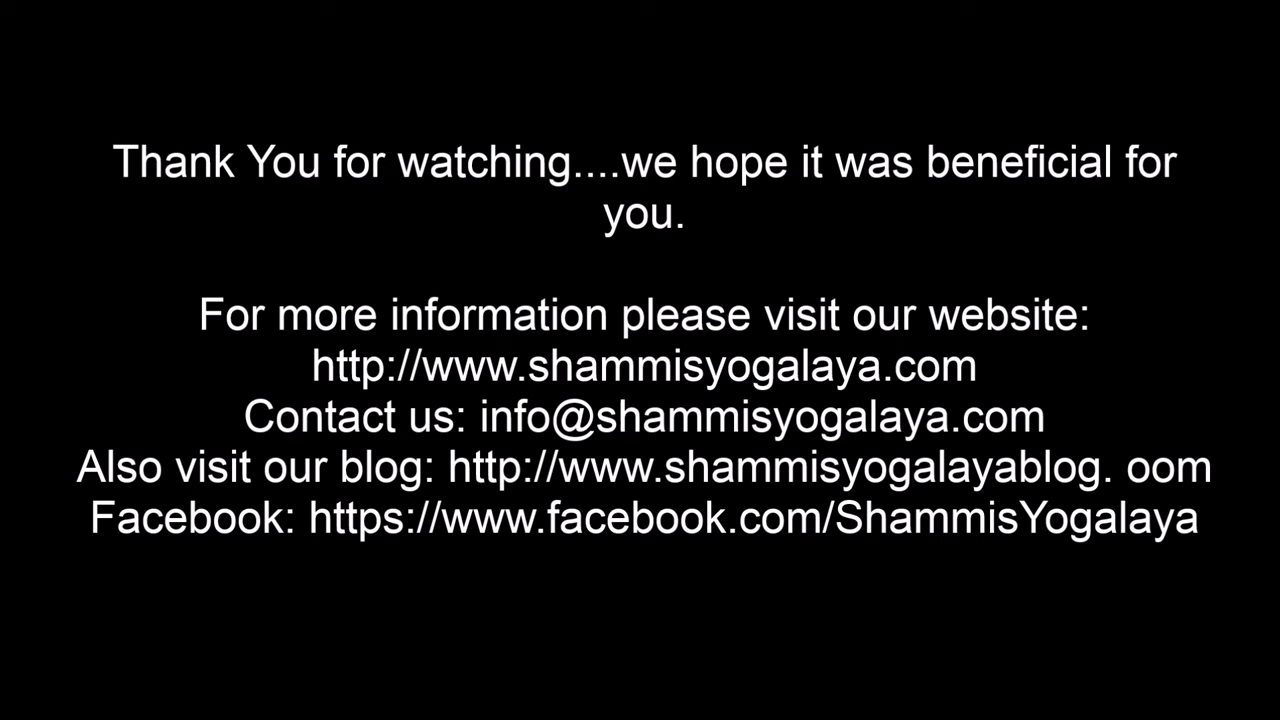 Thank You for watching....we hope it was beneficial for
you.
For more information please visit our website:
http://www.shammisyogalaya.com
Contact us: info@shammisyogalaya.com
Also visit our blog: http://www.shammisyogalayablog. oom
Facebook: https://www.facebook.com/ShammisYogalaya